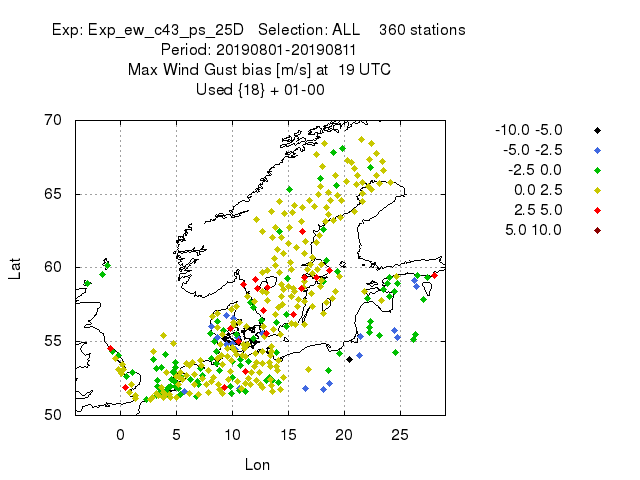 Exp: Exp_ew_c43_ps_25D   Selection: ALL    360 stations
Period: 20190801-20190811
Max Wind Gust bias [m/s] at  19 UTC
Used {18} + 01-00
-10.0 -5.0
-5.0 -2.5
-2.5 0.0
0.0 2.5
2.5 5.0
5.0 10.0
70
65
60
55
50
Lat
0 5 10 15 20 25
Lon